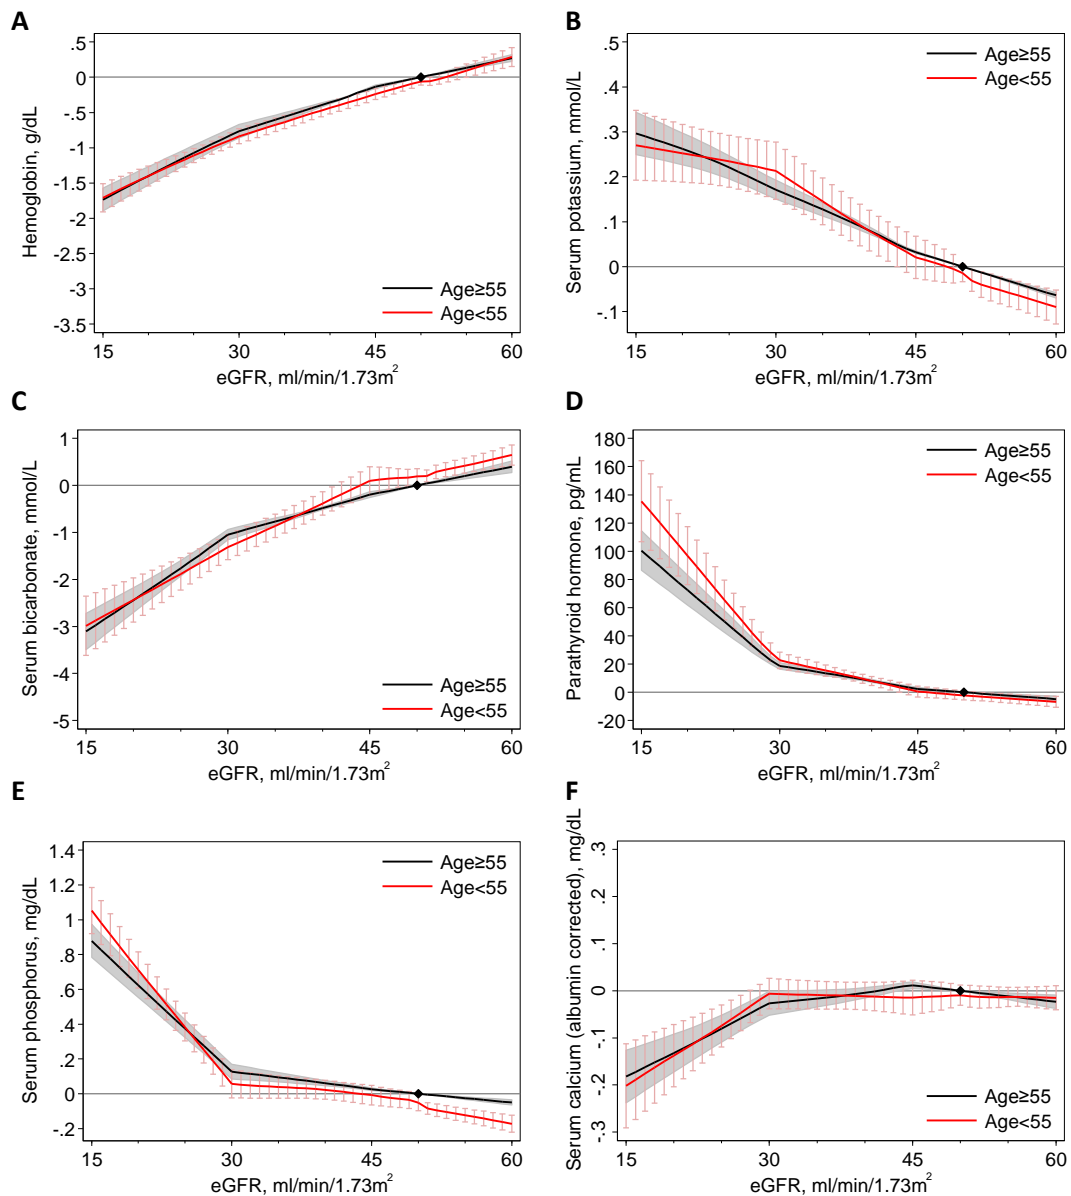 A
Hemoglobin, g/dL
.5
0
-.5
-1
-1.5
-2
-2.5
-3
-3.5
Age≥55
Age<55
15 30 45 60
eGFR, ml/min/1.73m²
B
Serum potassium, mmol/L
.5
.4
.3
.2
.1
0
-.1
Age≥55
Age<55
15 30 45 60
eGFR, ml/min/1.73m²
C
Serum bicarbonate, mmol/L
1
0
-1
-2
-3
-4
-5
Age≥55
Age<55
15 30 45 60
eGFR, ml/min/1.73m²
D
Parathyroid hormone, pg/mL
180
160
140
120
100
80
60
40
20
0
-20
Age≥55
Age<55
15 30 45 60
eGFR, ml/min/1.73m²
E
Serum phosphorus, mg/dL
1.4
1.2
1
.8
.6
.4
.2
0
-.2
Age≥55
Age<55
15 30 45 60
eGFR, ml/min/1.73m²
F
Serum calcium (albumin corrected), mg/dL
.3
.2
.1
0
-.1
-.2
-.3
Age≥55
Age<55
15 30 45 60
eGFR, ml/min/1.73m²